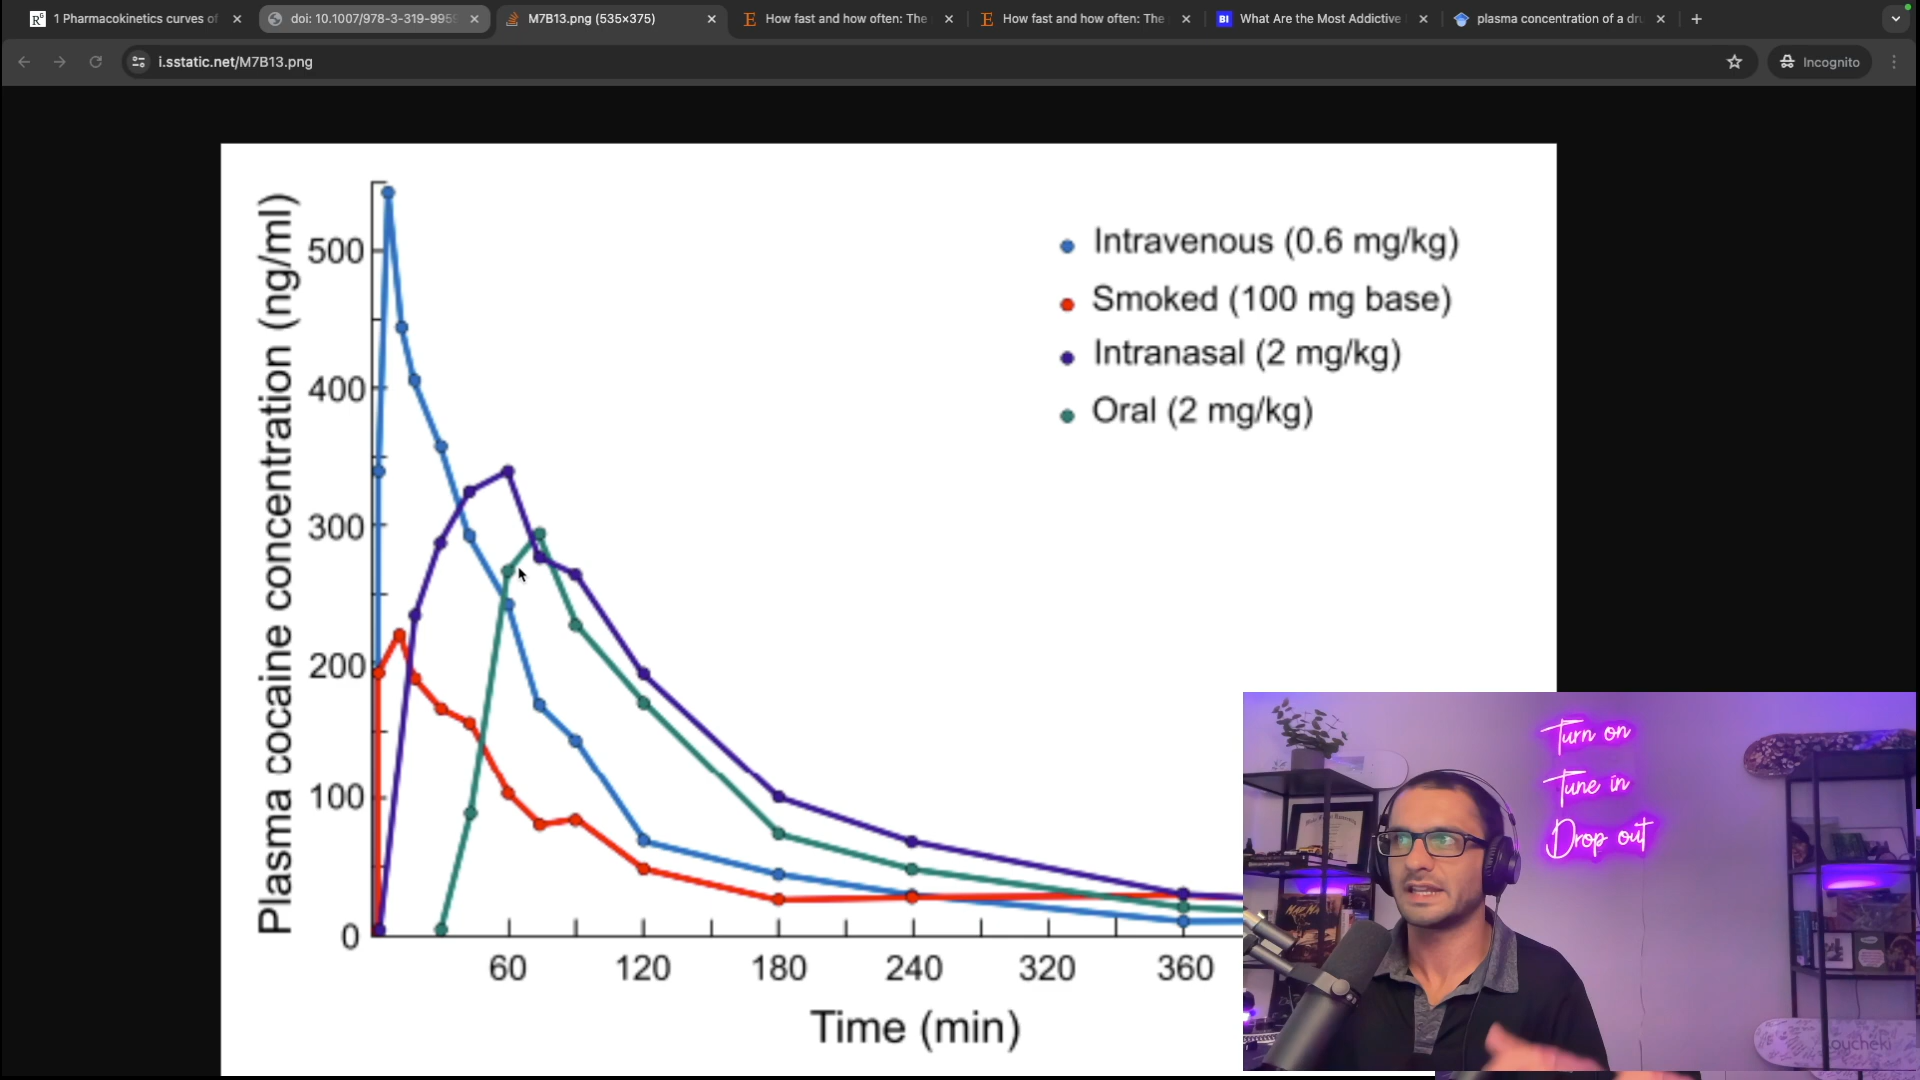 1 Pharmacokinetics curves of
doi: 10.1007/978-3-319-9959
M7B13.png (535×375)
How fast and how often: The
How fast and how often: The
BI
What Are the Most Addictive
plasma concentration of a dru
i.sstatic.net/M7B13.png
Incognito
Plasma cocaine concentration (ng/ml)
500
400
300
200
100
0
Intravenous (0.6 mg/kg)
Smoked (100 mg base)
Intranasal (2 mg/kg)
Oral (2 mg/kg)
60
120
180
240
320
360
Time (min)
Turn on
Tune in
Drop out